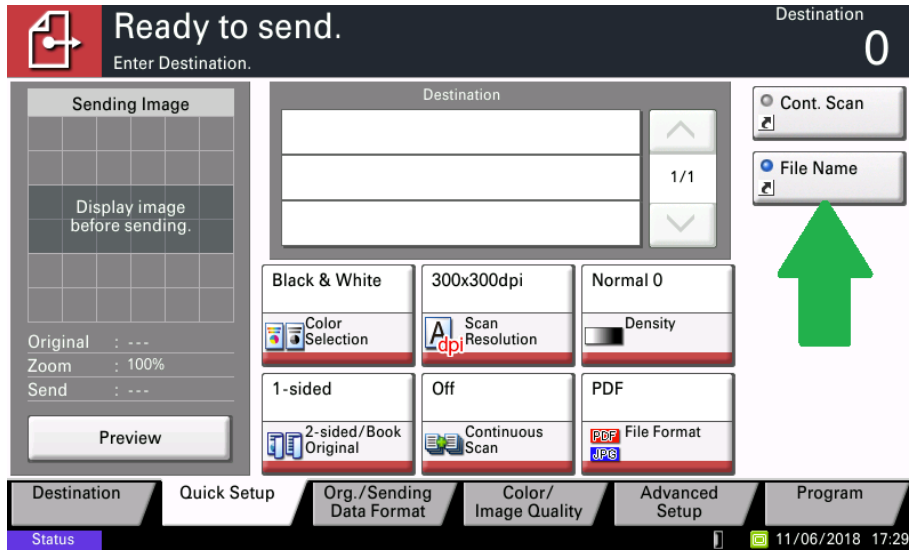 Ready to send.
Enter Destination.
Destination
0
Sending Image
Display image
before sending.
Original : ---
Zoom : 100%
Send : ---
Preview
Destination
1/1
Cont. Scan
File Name
Black & White
Color
Selection
300x300dpi
A
dpi
Scan
Resolution
Normal 0
Density
1-sided
2-sided/Book
Original
Off
Continuous
Scan
PDF
PDF
JPG
File Format
Destination
Quick Setup
Org./Sending
Data Format
Color/
Image Quality
Advanced
Setup
Program
Status
11/06/2018 17:29